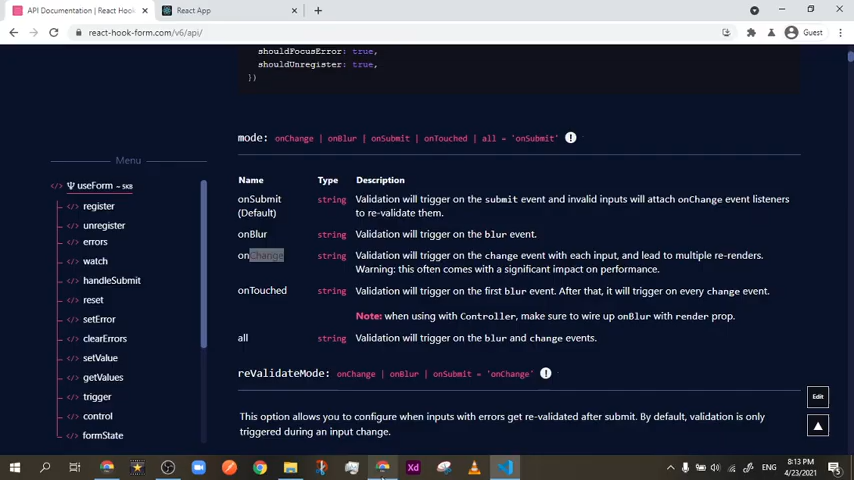 API Documentation | React Hook
React App
react-hook-form.com/v6/api/
Guest
shouldFocusError: true,
shouldUnregister: true,
})
mode: onChange | onBlur | onSubmit | onTouched | all = 'onSubmit'
Menu
Name Type Description
useForm ~ 5KB
onSubmit string Validation will trigger on the submit event and invalid inputs will attach onChange event listeners
(Default) to re-validate them.
register
unregister
onBlur string Validation will trigger on the blur event.
errors
onChange string Validation will trigger on the change event with each input, and lead to multiple re-renders.
Warning: this often comes with a significant impact on performance.
watch
handleSubmit
onTouched string Validation will trigger on the first blur event. After that, it will trigger on every change event.
reset
Note: when using with Controller, make sure to wire up onBlur with render prop.
setError
clearErrors
all string Validation will trigger on the blur and change events.
setValue
getValues
reValidateMode: onChange | onBlur | onSubmit = 'onChange'
trigger
Edit
control
This option allows you to configure when inputs with errors get re-validated after submit. By default, validation is only
triggered during an input change.
formState
Xd
ENG
8:13 PM
4/23/2021
5